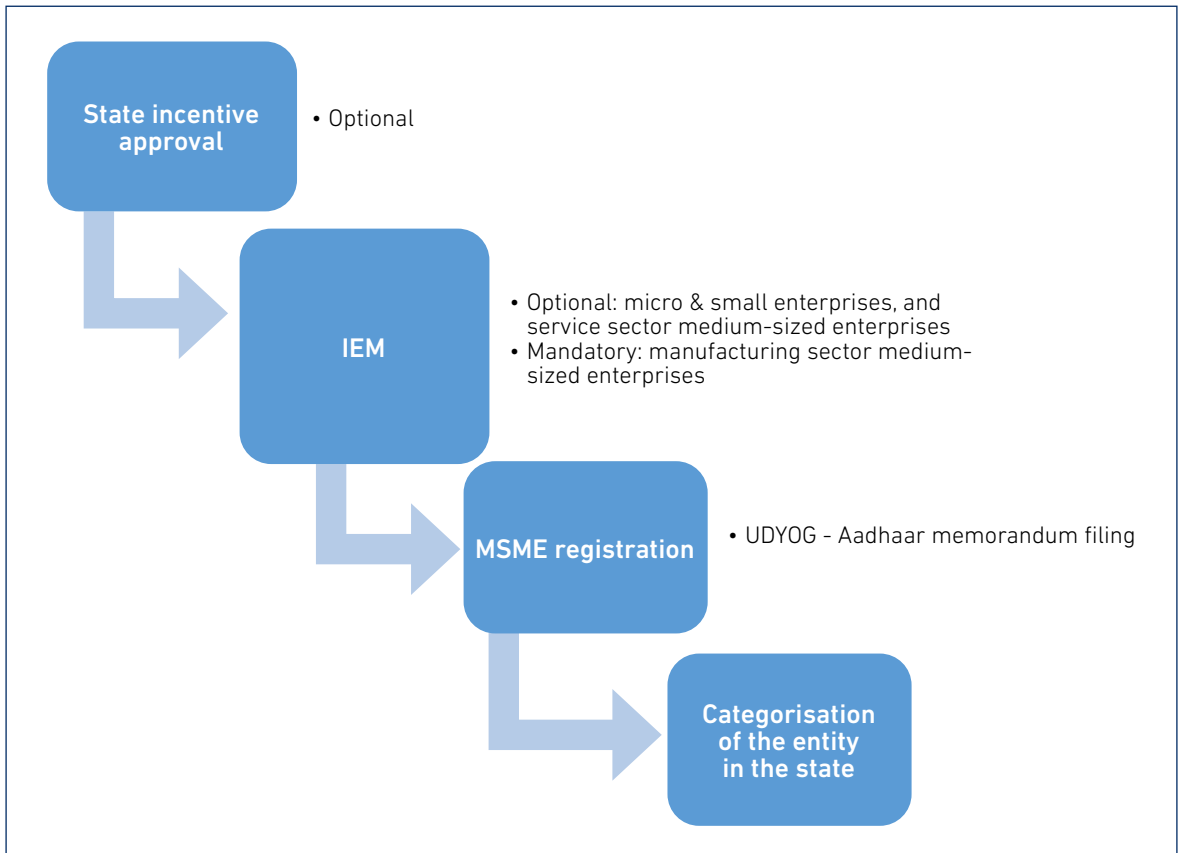 State incentive
approval
• Optional
IEM
• Optional: micro & small enterprises, and
service sector medium-sized enterprises
• Mandatory: manufacturing sector medium-
sized enterprises
MSME registration
• UDYOG - Aadhaar memorandum filing
Categorisation
of the entity
in the state